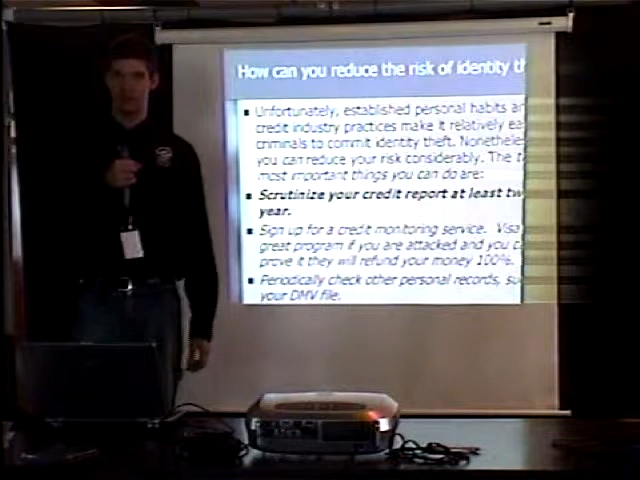 How can you reduce the risk of identity th
Unfortunately, established personal habits an
credit industry practices make it relatively ea
criminals to commit identity theft. Nonethele
you can reduce your risk considerably. The t
most important things you can do are:
Scrutinize your credit report at least tw
year.
Sign up for a credit monitoring service. Visa
great program if you are attacked and you c
prove it they will refund your money 100%.
Periodically check other personal records, su
your DMV file.